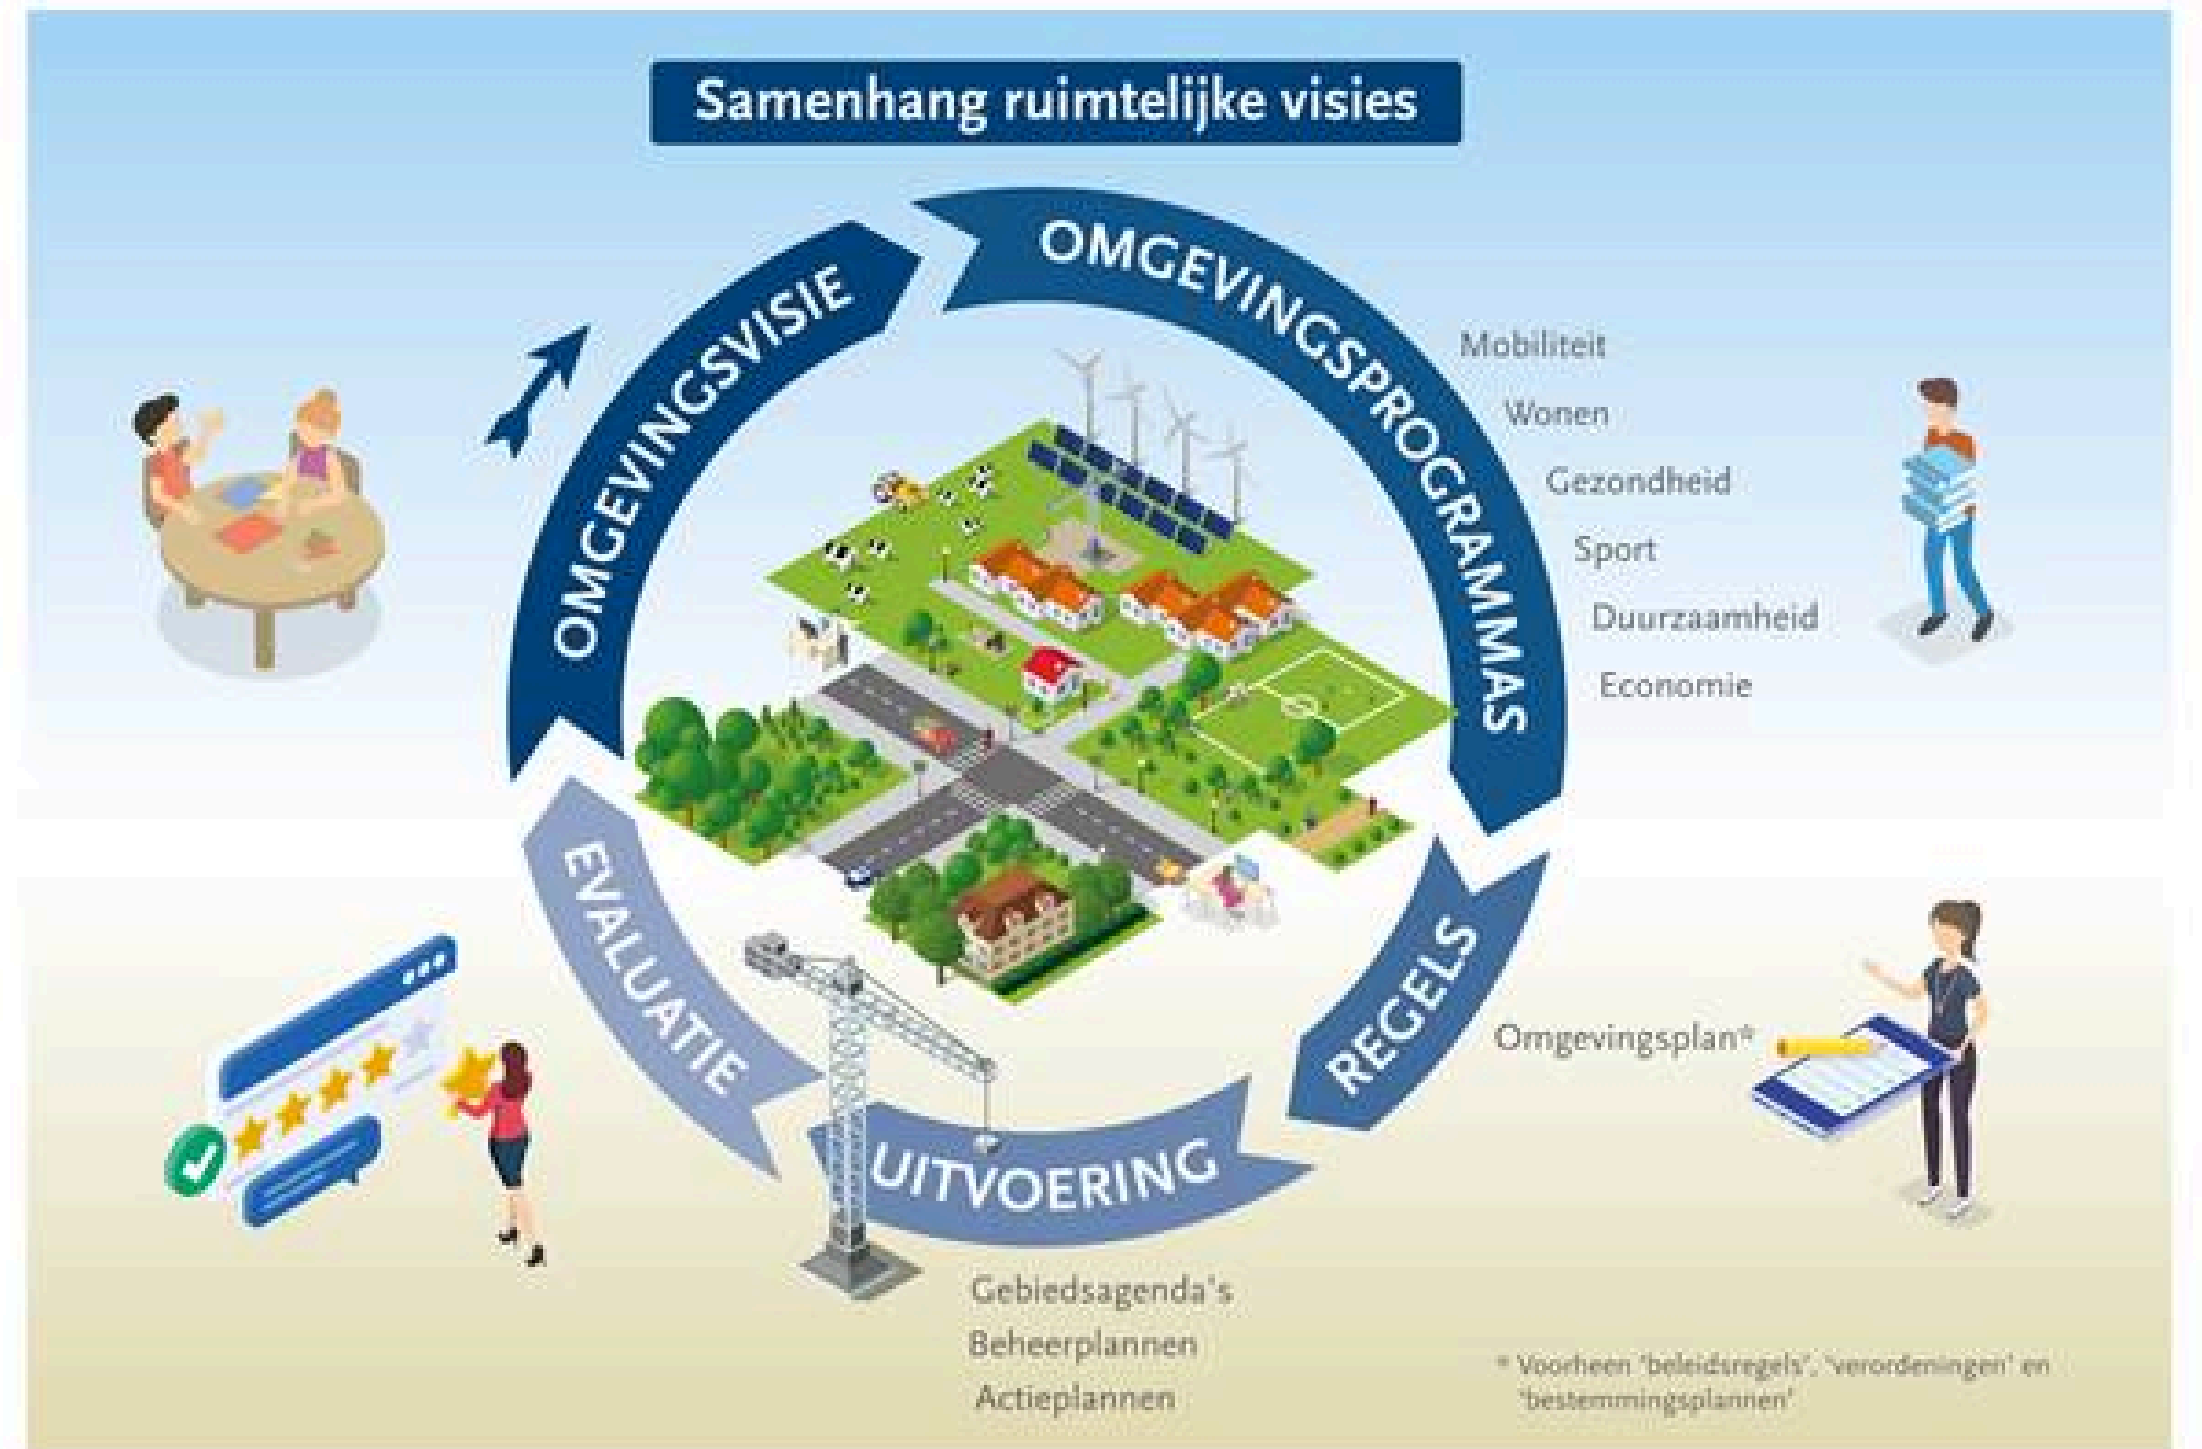 Samenhang ruimtelijke visies
OMGEVINGSVISIE
OMGEVINGSPROGRAMMAS
Mobiliteit
Wonen
Gezondheid
Sport
Duurzaamheid
Economie
REGELS
Omgevingsplan*
UITVOERING
Gebiedsagenda's
Beheerplannen
Actieplannen
EVALUATIE
* Voorheen 'beleidsregels', 'verordeningen' en
'bestemmingsplannen'